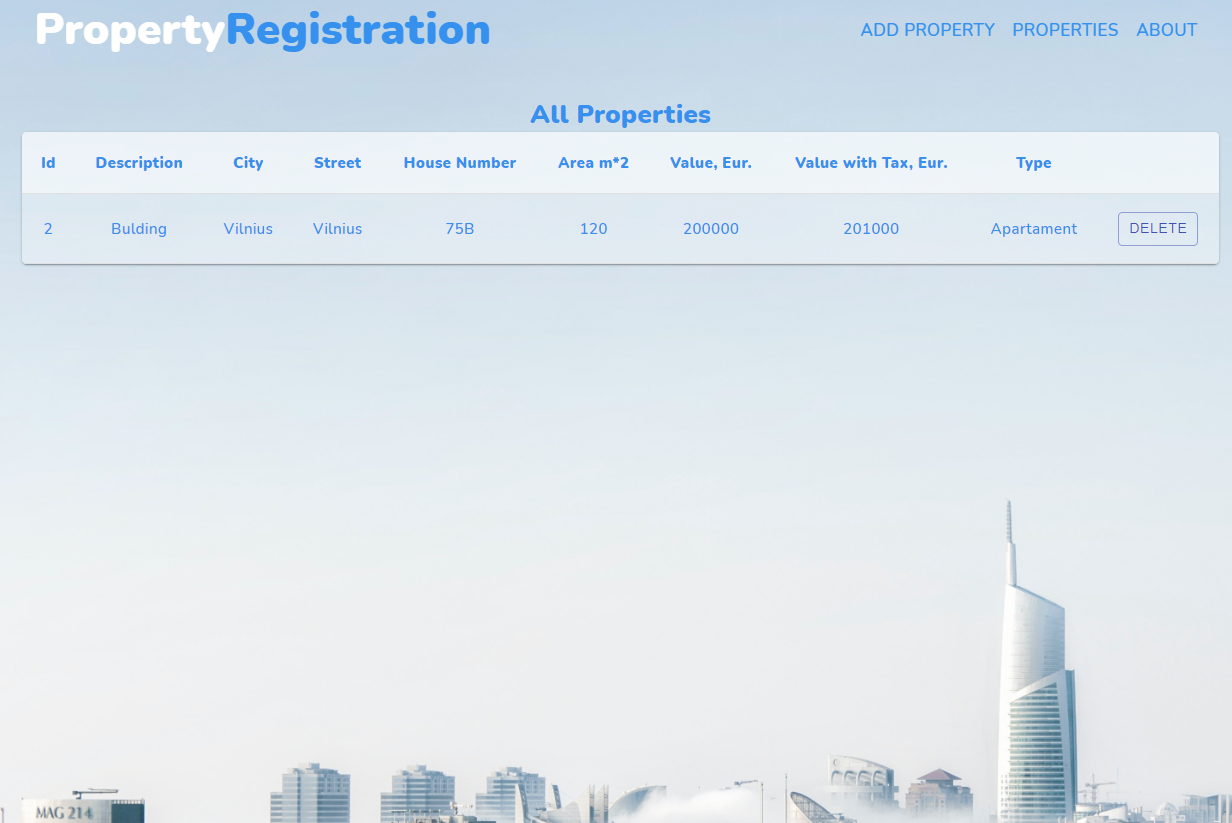 PropertyRegistration ADD PROPERTY PROPERTIES ABOUT
All Properties
Id Description City Street House Number Area m*2 Value, Eur. Value with Tax, Eur. Type
2 Bulding Vilnius Vilnius 75B 120 200000 201000 Apartament DELETE
MAG 214